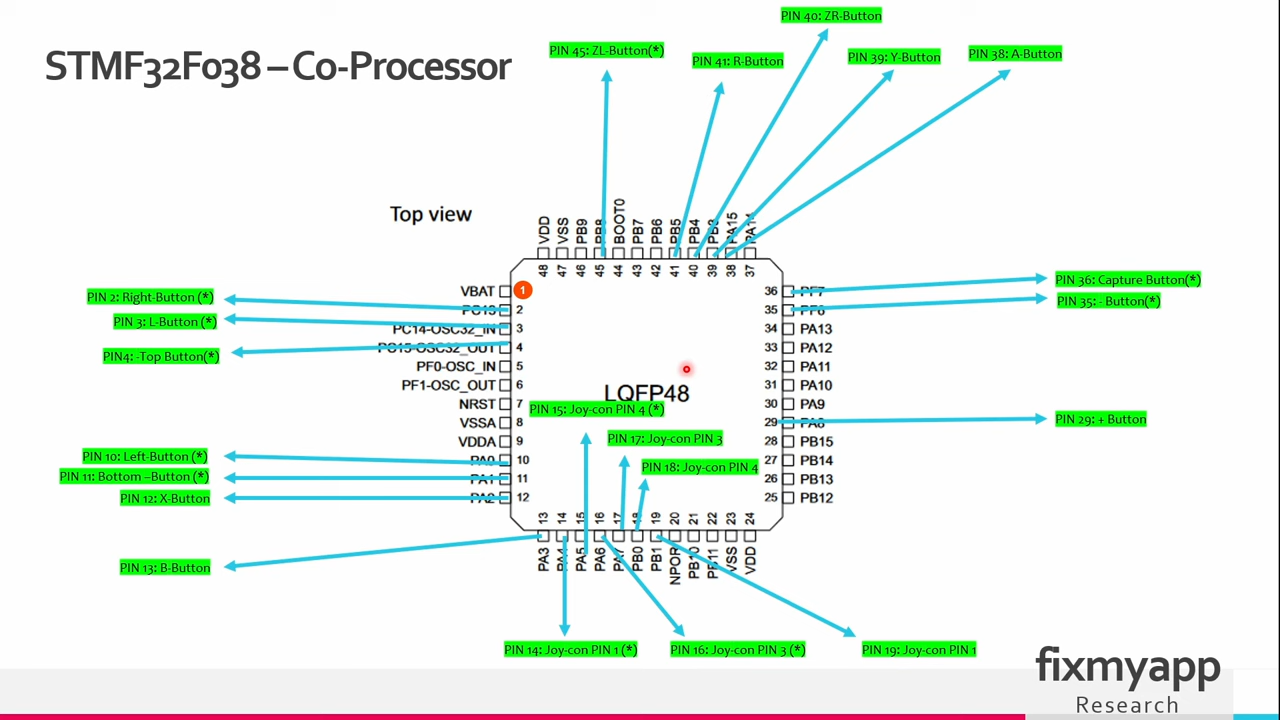 STMF32F038 – Co-Processor
PIN 40: ZR-Button
PIN 45: ZL-Button(*)
PIN 41: R-Button
PIN 39: Y-Button
PIN 38: A-Button
Top view
VDD
VSS
PB9
PB8
BOOT0
PB7
PB6
PB5
PB4
PB3
PA15
PA14
48
47
46
45
44
43
42
41
40
39
38
37
PIN 2: Right-Button (*)
PIN 3: L-Button (*)
PIN4: -Top Button(*)
PIN 10: Left-Button (*)
PIN 11: Bottom –Button (*)
PIN 12: X-Button
PIN 13: B-Button
VBAT 1
PC13 2
PC14-OSC32_IN 3
PC15-OSC32_OUT 4
PF0-OSC_IN 5
PF1-OSC_OUT 6
NRST 7
VSSA 8
VDDA 9
PA0 10
PA1 11
PA2 12
LQFP48
PIN 15: Joy-con PIN 4 (*)
PIN 17: Joy-con PIN 3
PIN 18: Joy-con PIN 4
36 PF7
35 PF6
34 PA13
33 PA12
32 PA11
31 PA10
30 PA9
29 PA8
28 PB15
27 PB14
26 PB13
25 PB12
PIN 36: Capture Button(*)
PIN 35: - Button(*)
PIN 29: + Button
13
14
15
16
17
18
19
20
21
22
23
24
PA3
PA4
PA5
PA6
PA7
PB0
PB1
NPOR
PB10
PB11
VSS
VDD
PIN 14: Joy-con PIN 1 (*)
PIN 16: Joy-con PIN 3 (*)
PIN 19: Joy-con PIN 1
fixmyapp
Research